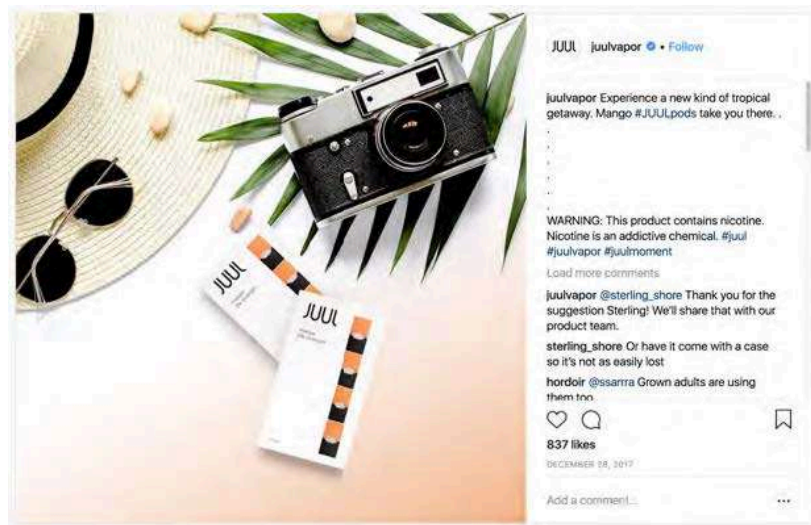 JUUL
JUUL
JUUL juulvapor • Follow
juulvapor Experience a new kind of tropical
getaway. Mango #JUULpods take you there. .
.
.
.
.
.
.
WARNING: This product contains nicotine.
Nicotine is an addictive chemical. #juul
#juulvapor #juulmoment
Load more comments
juulvapor @sterling_shore Thank you for the
suggestion Sterling! We'll share that with our
product team.
sterling_shore Or have it come with a case
so it's not as easily lost
hordoir @ssarrra Grown adults are using
them too
837 likes
DECEMBER 28, 2017
Add a comment...